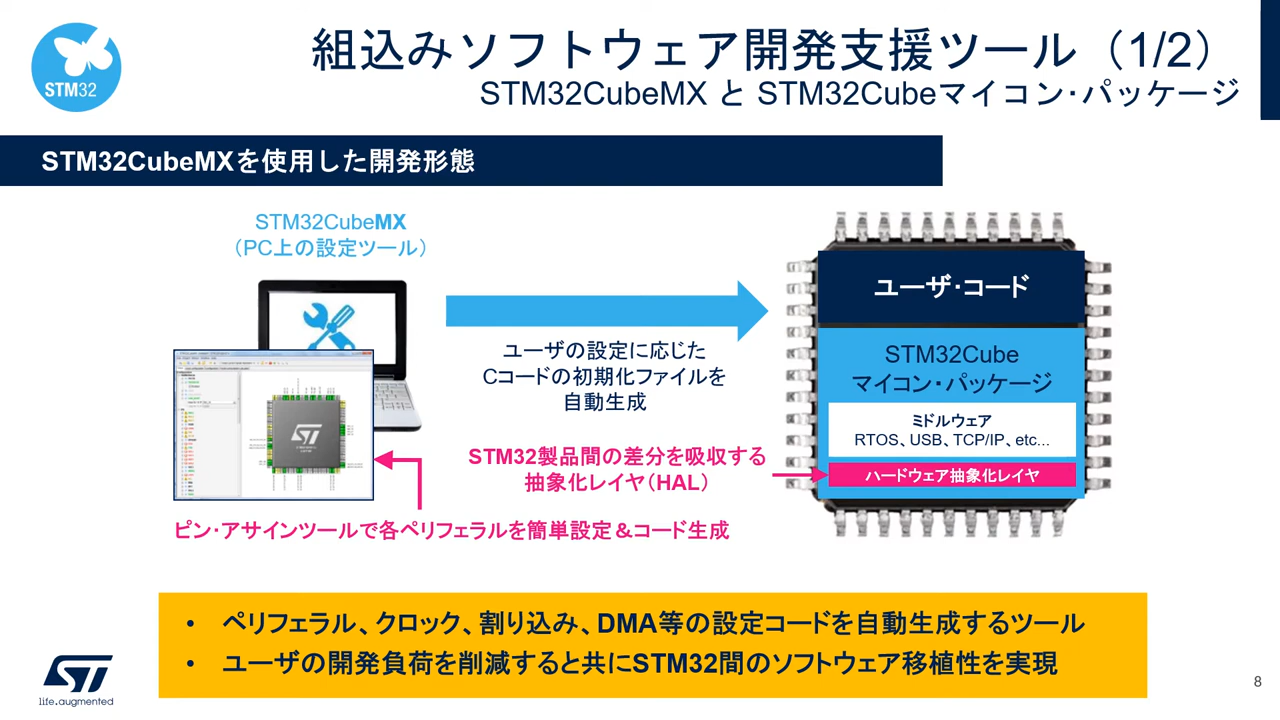 STM32
組込みソフトウェア開発支援ツール（1/2）
STM32CubeMX と STM32Cubeマイコン･パッケージ
STM32CubeMXを使用した開発形態
STM32CubeMX
（PC上の設定ツール）
ユーザの設定に応じた
Cコードの初期化ファイルを
自動生成
STM32製品間の差分を吸収する
抽象化レイヤ（HAL）
ピン･アサインツールで各ペリフェラルを簡単設定＆コード生成
ユーザ･コード
STM32Cube
マイコン・パッケージ
ミドルウェア
RTOS、USB、TCP/IP、etc...
ハードウェア抽象化レイヤ
• ペリフェラル、クロック、割り込み、DMA等の設定コードを自動生成するツール
• ユーザの開発負荷を削減すると共にSTM32間のソフトウェア移植性を実現
ST
life.augmented
8